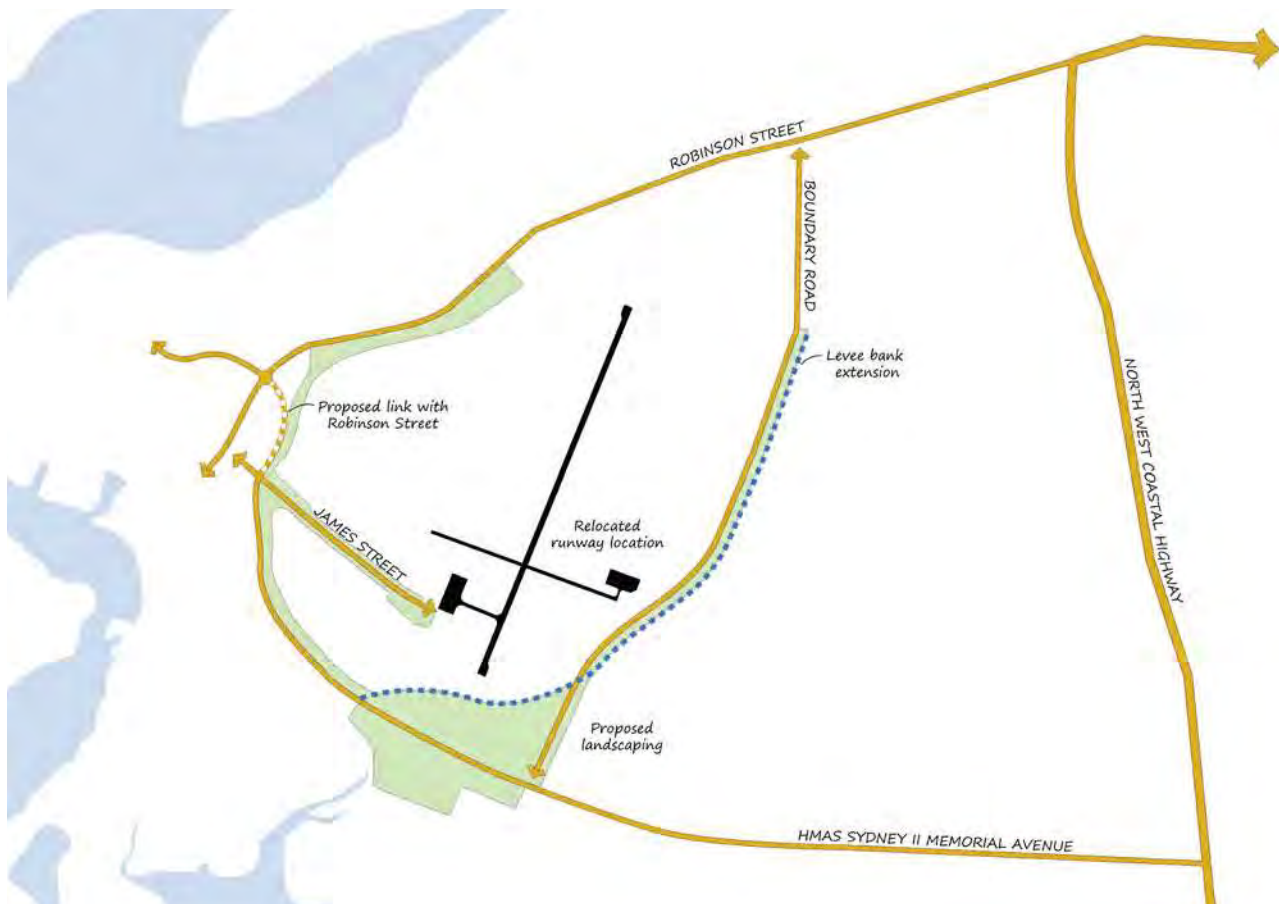 ROBINSON STREET
BOUNDARY ROAD
Levee bank
extension
NORTH WEST COASTAL HIGHWAY
Proposed link with
Robinson Street
JAMES STREET
Relocated
runway location
Proposed
landscaping
HMAS SYDNEY II MEMORIAL AVENUE